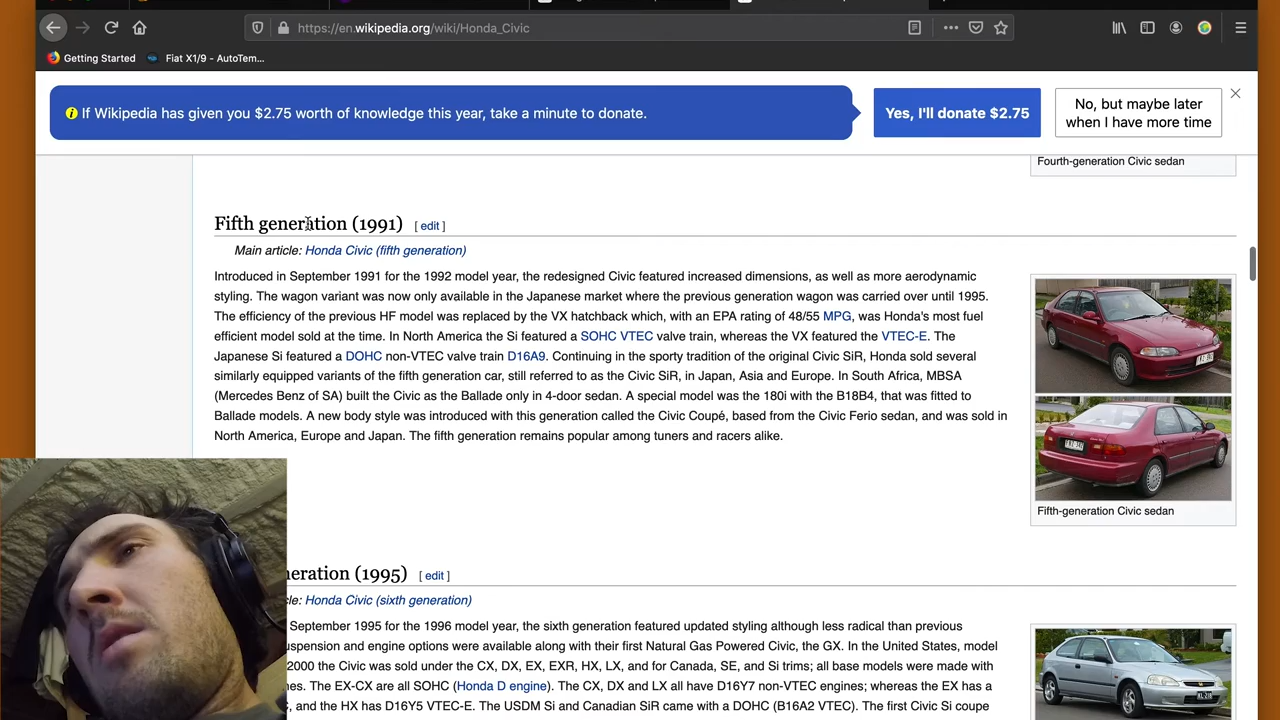 https://en.wikipedia.org/wiki/Honda_Civic
Getting Started
Fiat X1/9 - AutoTem...
If Wikipedia has given you $2.75 worth of knowledge this year, take a minute to donate.
Yes, I'll donate $2.75
No, but maybe later
when I have more time
Fourth-generation Civic sedan
Fifth generation (1991) [ edit ]
Main article: Honda Civic (fifth generation)
Introduced in September 1991 for the 1992 model year, the redesigned Civic featured increased dimensions, as well as more aerodynamic
styling. The wagon variant was now only available in the Japanese market where the previous generation wagon was carried over until 1995.
The efficiency of the previous HF model was replaced by the VX hatchback which, with an EPA rating of 48/55 MPG, was Honda's most fuel
efficient model sold at the time. In North America the Si featured a SOHC VTEC valve train, whereas the VX featured the VTEC-E. The
Japanese Si featured a DOHC non-VTEC valve train D16A9. Continuing in the sporty tradition of the original Civic SiR, Honda sold several
similarly equipped variants of the fifth generation car, still referred to as the Civic SiR, in Japan, Asia and Europe. In South Africa, MBSA
(Mercedes Benz of SA) built the Civic as the Ballade only in 4-door sedan. A special model was the 180i with the B18B4, that was fitted to
Ballade models. A new body style was introduced with this generation called the Civic Coupé, based from the Civic Ferio sedan, and was sold in
North America, Europe and Japan. The fifth generation remains popular among tuners and racers alike.
Fifth-generation Civic sedan
neration (1995) [ edit ]
cle: Honda Civic (sixth generation)
September 1995 for the 1996 model year, the sixth generation featured updated styling although less radical than previous
uspension and engine options were available along with their first Natural Gas Powered Civic, the GX. In the United States, model
2000 the Civic was sold under the CX, DX, EX, EXR, HX, LX, and for Canada, SE, and Si trims; all base models were made with
nes. The EX-CX are all SOHC (Honda D engine). The CX, DX and LX all have D16Y7 non-VTEC engines; whereas the EX has a
, and the HX has D16Y5 VTEC-E. The USDM Si and Canadian SiR came with a DOHC (B16A2 VTEC). The first Civic Si coupe